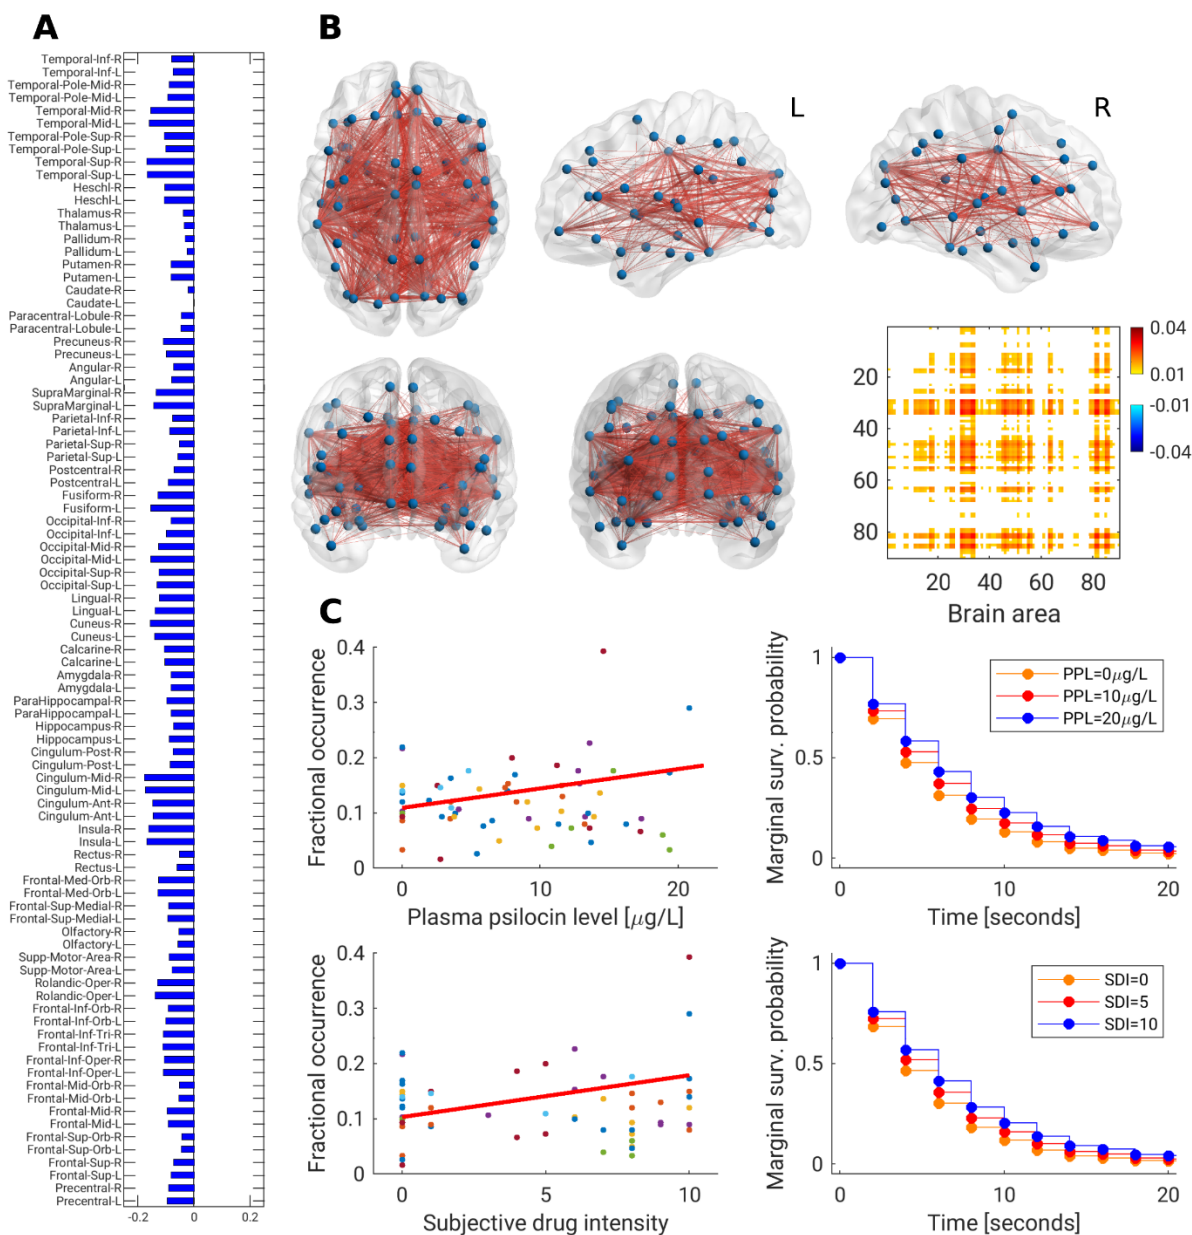 A
Temporal-Inf-R
Temporal-Inf-L
Temporal-Pole-Mid-R
Temporal-Pole-Mid-L
Temporal-Mid-R
Temporal-Mid-L
Temporal-Pole-Sup-R
Temporal-Pole-Sup-L
Temporal-Sup-R
Temporal-Sup-L
Heschl-R
Heschl-L
Thalamus-R
Thalamus-L
Pallidum-R
Pallidum-L
Putamen-R
Putamen-L
Caudate-R
Caudate-L
Paracentral-Lobule-R
Paracentral-Lobule-L
Precuneus-R
Precuneus-L
Angular-R
Angular-L
SupraMarginal-R
SupraMarginal-L
Parietal-Inf-R
Parietal-Inf-L
Parietal-Sup-R
Parietal-Sup-L
Postcentral-R
Postcentral-L
Fusiform-R
Fusiform-L
Occipital-Inf-R
Occipital-Inf-L
Occipital-Mid-R
Occipital-Mid-L
Occipital-Sup-R
Occipital-Sup-L
Lingual-R
Lingual-L
Cuneus-R
Cuneus-L
Calcarine-R
Calcarine-L
Amygdala-R
Amygdala-L
ParaHippocampal-R
ParaHippocampal-L
Hippocampus-R
Hippocampus-L
Cingulum-Post-R
Cingulum-Post-L
Cingulum-Mid-R
Cingulum-Mid-L
Cingulum-Ant-R
Cingulum-Ant-L
Insula-R
Insula-L
Rectus-R
Rectus-L
Frontal-Med-Orb-R
Frontal-Med-Orb-L
Frontal-Sup-Medial-R
Frontal-Sup-Medial-L
Olfactory-R
Olfactory-L
Supp-Motor-Area-R
Supp-Motor-Area-L
Rolandic-Oper-R
Rolandic-Oper-L
Frontal-Inf-Orb-R
Frontal-Inf-Orb-L
Frontal-Inf-Tri-R
Frontal-Inf-Tri-L
Frontal-Inf-Oper-R
Frontal-Inf-Oper-L
Frontal-Mid-Orb-R
Frontal-Mid-Orb-L
Frontal-Mid-R
Frontal-Mid-L
Frontal-Sup-Orb-R
Frontal-Sup-Orb-L
Frontal-Sup-R
Frontal-Sup-L
Precentral-R
Precentral-L
-0.2 0 0.2
B
L
R
20
40
60
80
20 40 60 80
Brain area
0.04
0.01
-0.01
-0.04
C
Fractional occurrence
0.4
0.3
0.2
0.1
0
0 10 20
Plasma psilocin level [μg/L]
Marginal surv. probability
1
0.5
0
PPL=0μg/L
PPL=10μg/L
PPL=20μg/L
0 10 20
Time [seconds]
Fractional occurrence
0.4
0.3
0.2
0.1
0
0 5 10
Subjective drug intensity
Marginal surv. probability
1
0.5
0
SDI=0
SDI=5
SDI=10
0 10 20
Time [seconds]